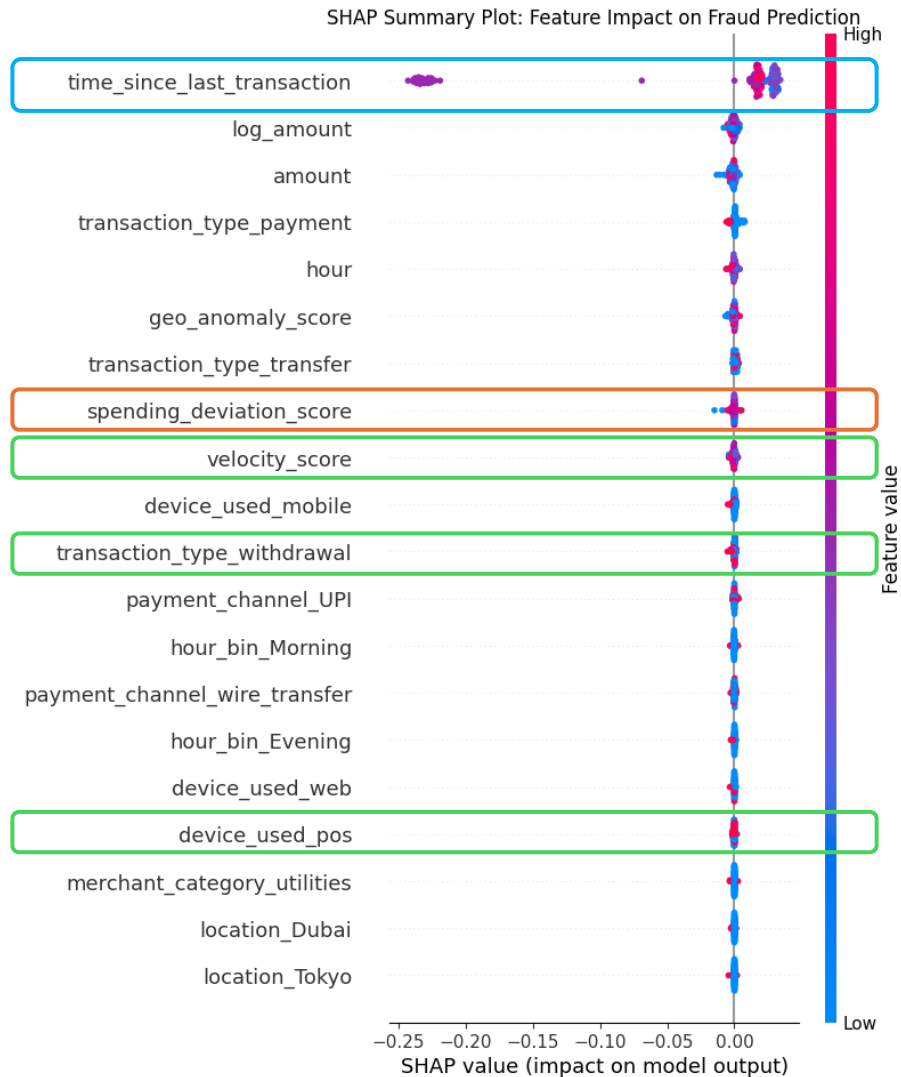 SHAP Summary Plot: Feature Impact on Fraud Prediction
High
time_since_last_transaction
log_amount
amount
transaction_type_payment
hour
geo_anomaly_score
transaction_type_transfer
spending_deviation_score
velocity_score
device_used_mobile
transaction_type_withdrawal
payment_channel_UPI
hour_bin_Morning
payment_channel_wire_transfer
hour_bin_Evening
device_used_web
device_used_pos
merchant_category_utilities
location_Dubai
location_Tokyo
Feature value
Low
−0.25 −0.20 −0.15 −0.10 −0.05 0.00
SHAP value (impact on model output)